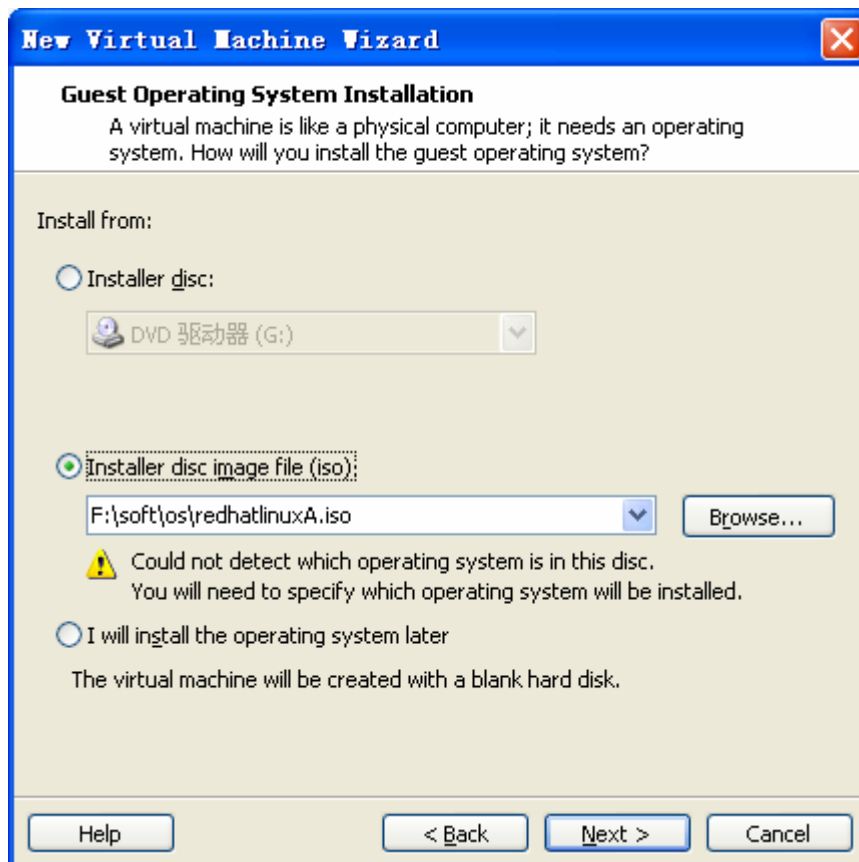 New Virtual Machine Wizard
Guest Operating System Installation
A virtual machine is like a physical computer; it needs an operating
system. How will you install the guest operating system?
Install from:
Installer disc:
DVD 驱动器 (G:)
Installer disc image file (iso):
F:\soft\os\redhatlinuxA.iso
Browse...
Could not detect which operating system is in this disc.
You will need to specify which operating system will be installed.
I will install the operating system later
The virtual machine will be created with a blank hard disk.
Help
< Back
Next >
Cancel